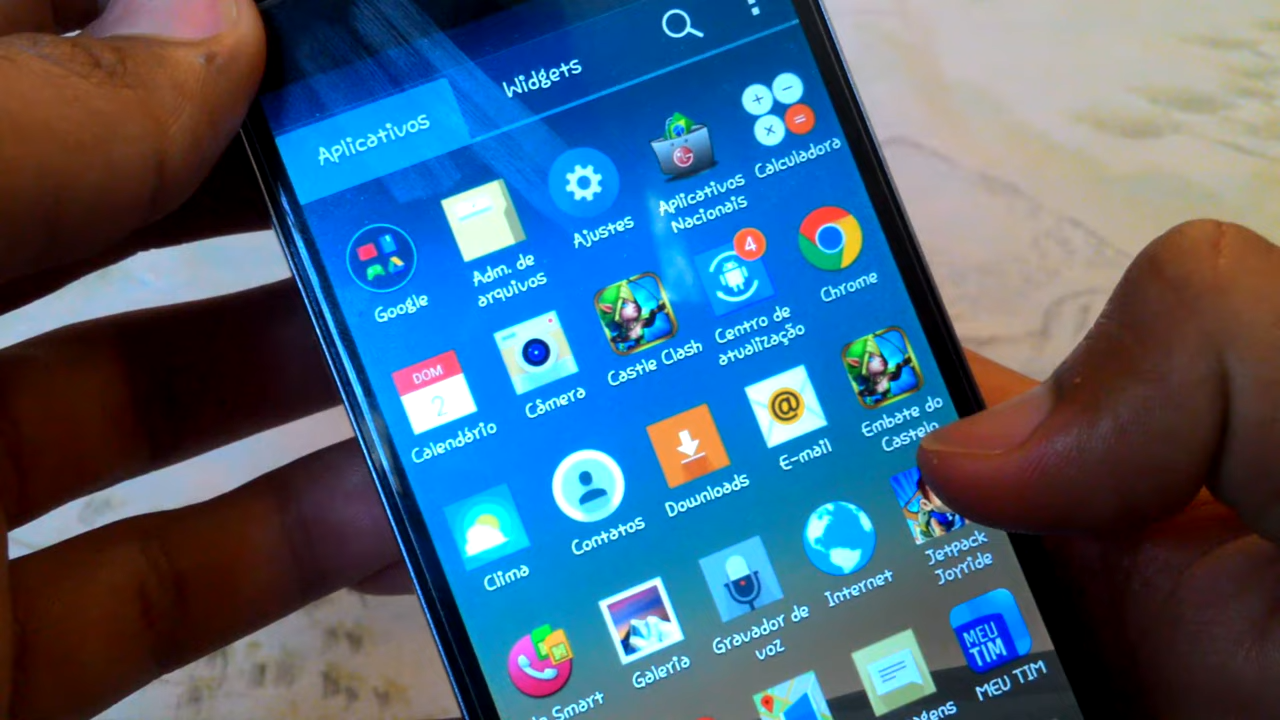 Aplicativos
Widgets
Google
Adm. de
arquivos
Ajustes
LG
Aplicativos
Nacionais
Calculadora
DOM
2
Calendário
Câmera
Castle Clash
4
Centro de
atualização
Chrome
Clima
Contatos
Downloads
@
E-mail
Embate do
Castelo
Smart
Galeria
Gravador de
voz
Internet
Jetpack
Joyride
MEU
TIM
MEU TIM